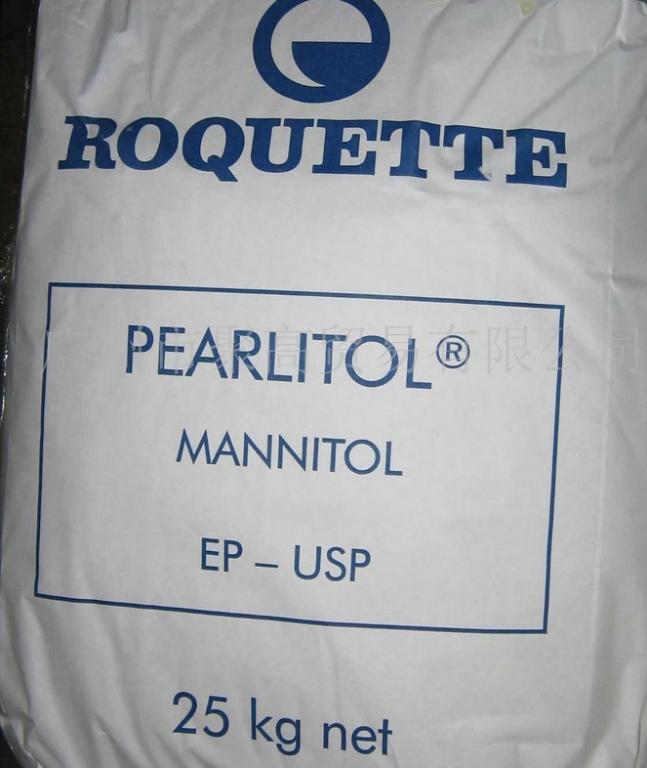 ROQUETTE
PEARLITOL®
MANNITOL
EP – USP
25 kg net